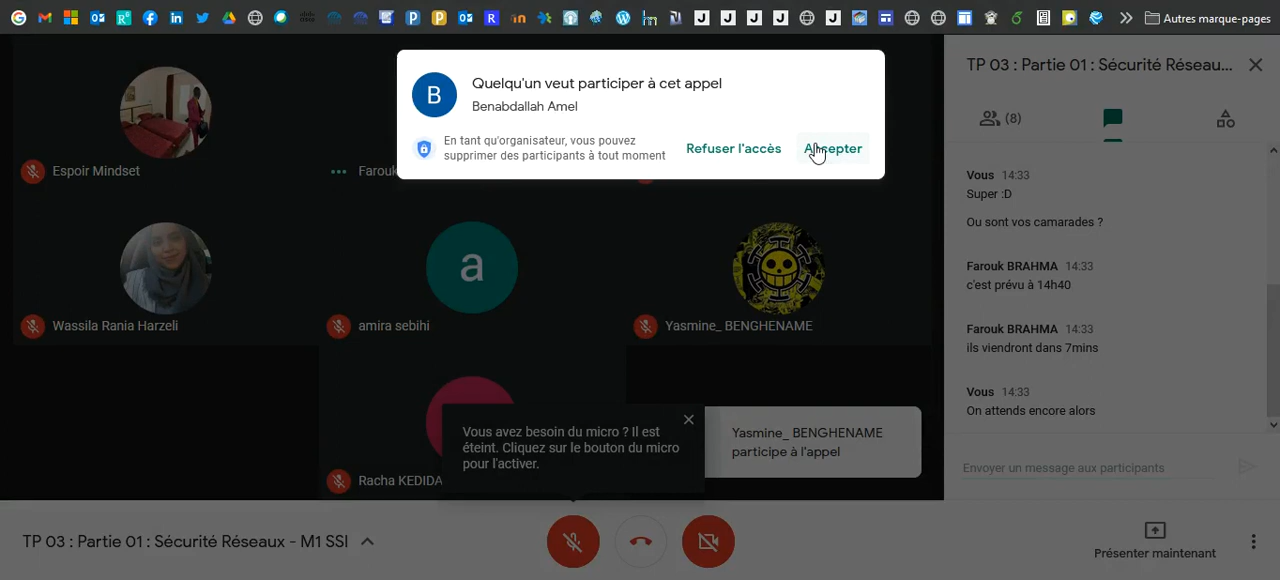 Autres marque-pages
B
Quelqu'un veut participer à cet appel
Benabdallah Amel
En tant qu'organisateur, vous pouvez
supprimer des participants à tout moment
Refuser l'accès
Accepter
TP 03 : Partie 01 : Sécurité Réseau...
(8)
Espoir Mindset
Farouk
Wassila Rania Harzeli
a
amira sebihi
Yasmine_ BENGHENAME
Racha KEDIDA
Vous avez besoin du micro ? Il est
éteint. Cliquez sur le bouton du micro
pour l'activer.
Yasmine_ BENGHENAME
participe à l'appel
Vous 14:33
Super :D
Ou sont vos camarades ?
Farouk BRAHMA 14:33
c'est prévu à 14h40
Farouk BRAHMA 14:33
ils viendront dans 7mins
Vous 14:33
On attends encore alors
Envoyer un message aux participants
TP 03 : Partie 01 : Sécurité Réseaux - M1 SSI
Présenter maintenant